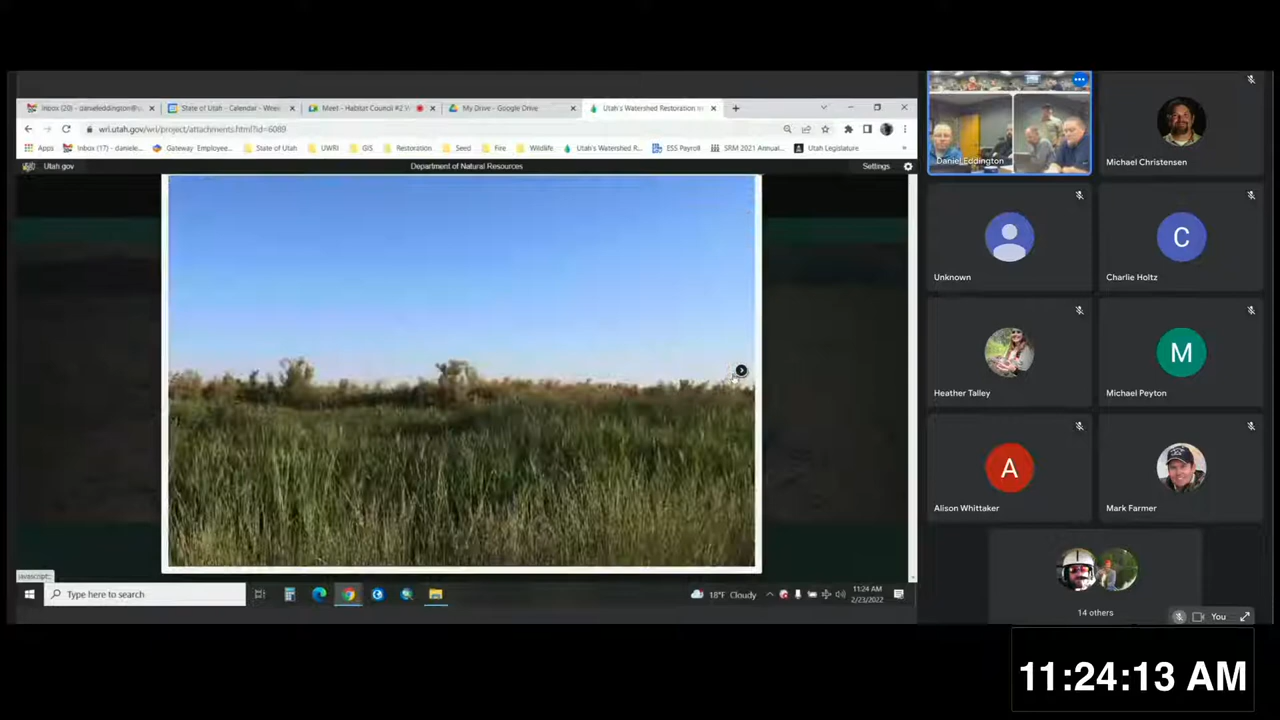 Inbox (20) - danieleddington@u
State of Utah - Calendar - Week
Meet - Habitat Council #2 W
My Drive - Google Drive
Utah's Watershed Restoration In
wri.utah.gov/wri/project/attachments.html?id=6089
Apps
Inbox (17) - daniele...
Gateway Employee...
State of Utah
UWRI
GIS
Restoration
Seed
Fire
Wildlife
Utah's Watershed R...
ESS Payroll
SRM 2021 Annual...
Utah Legislature
Utah.gov
Department of Natural Resources
Settings
javascript:;
Type here to search
18°F Cloudy
11:24 AM
2/23/2022
Daniel Eddington
Michael Christensen
Unknown
C
Charlie Holtz
Heather Talley
M
Michael Peyton
A
Alison Whittaker
Mark Farmer
14 others
You
11:24:13 AM